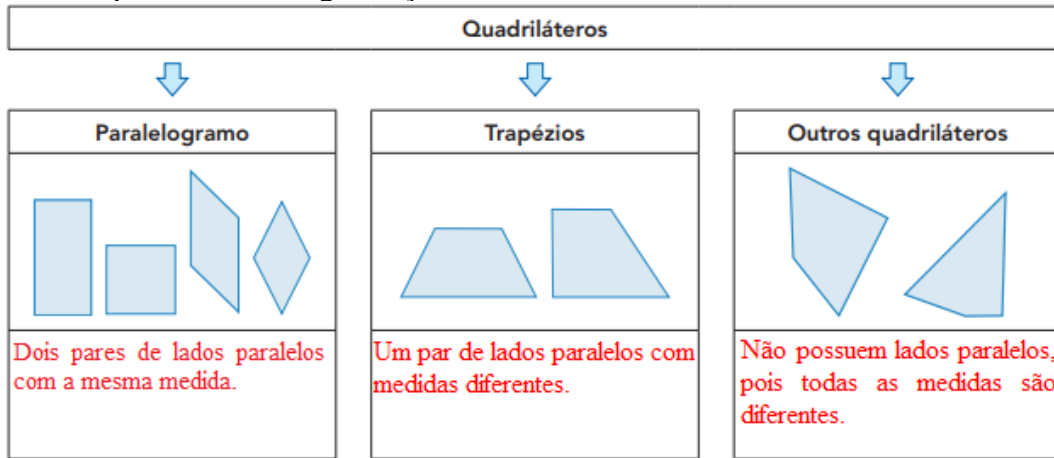 Quadriláteros
Paralelogramo
Dois pares de lados paralelos
com a mesma medida.
Trapézios
Um par de lados paralelos com
medidas diferentes.
Outros quadriláteros
Não possuem lados paralelos,
pois todas as medidas são
diferentes.